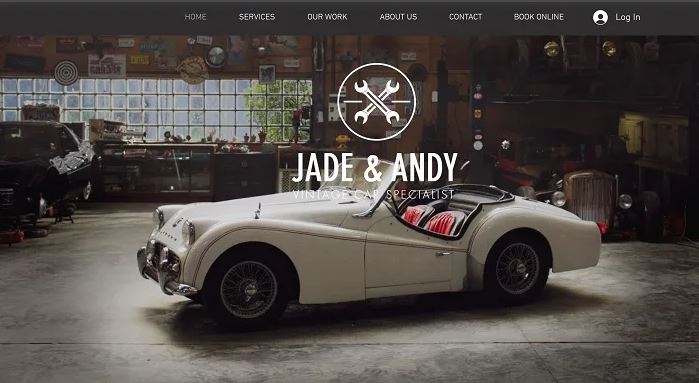 HOME
SERVICES
OUR WORK
ABOUT US
CONTACT
BOOK ONLINE
Log In
JADE & ANDY
VINTAGE CAR SPECIALIST